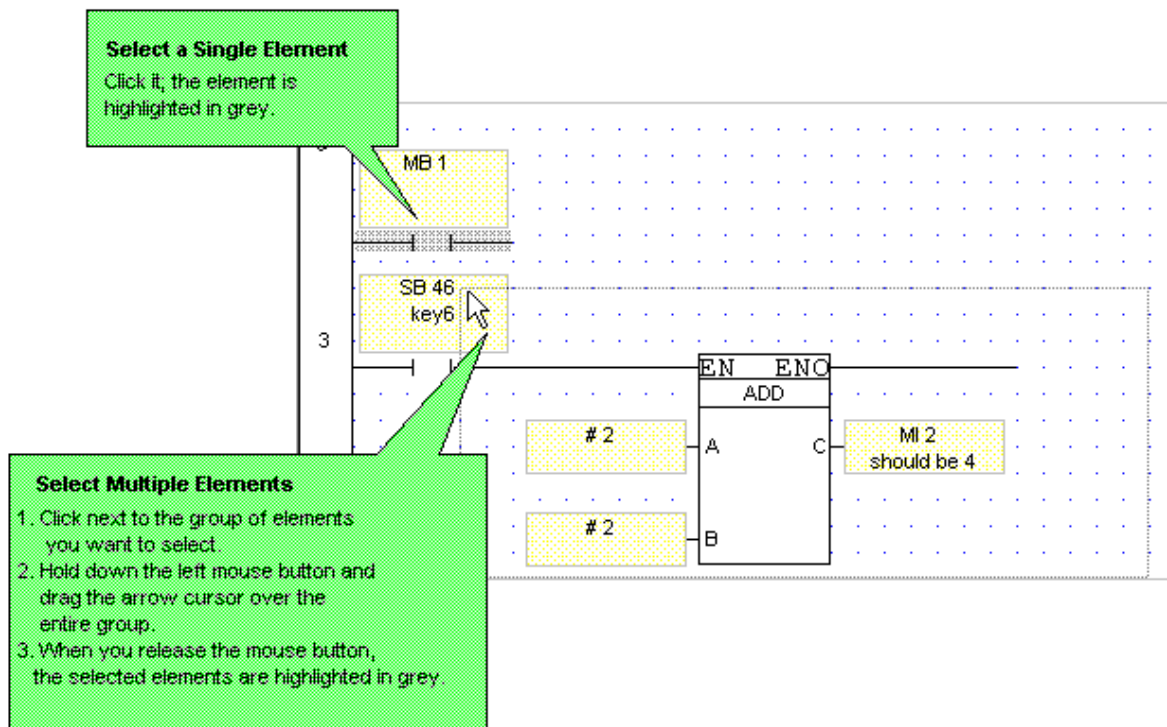 Select a Single Element
Click it; the element is
highlighted in grey.
MB 1
SB 46
key6
3
EN ENO
ADD
# 2
A
C
MI 2
should be 4
# 2
B
Select Multiple Elements
1. Click next to the group of elements
you want to select.
2. Hold down the left mouse button and
drag the arrow cursor over the
entire group.
3. When you release the mouse button,
the selected elements are highlighted in grey.